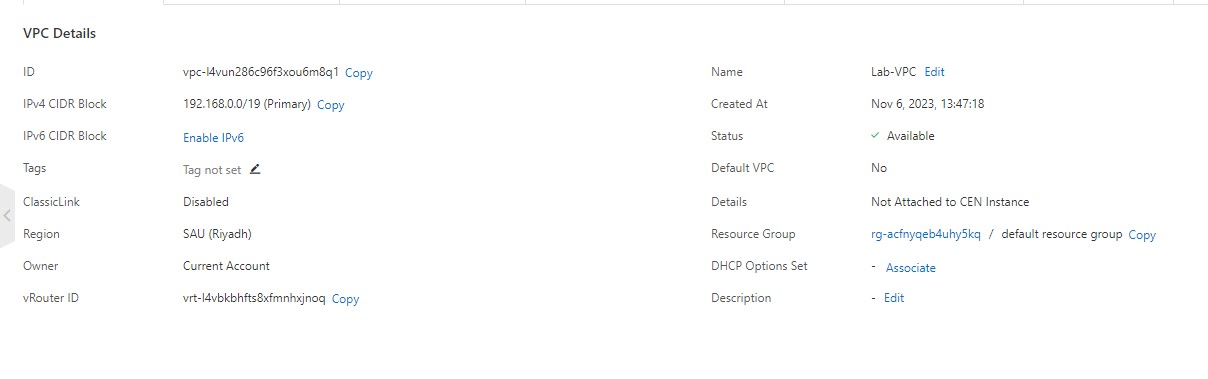 VPC Details
ID vpc-l4vun286c96f3xou6m8q1 Copy Name Lab-VPC Edit
IPv4 CIDR Block 192.168.0.0/19 (Primary) Copy Created At Nov 6, 2023, 13:47:18
IPv6 CIDR Block Enable IPv6 Status Available
Tags Tag not set Default VPC No
ClassicLink Disabled Details Not Attached to CEN Instance
Region SAU (Riyadh) Resource Group rg-acfnyqeb4uhy5kq / default resource group Copy
Owner Current Account DHCP Options Set - Associate
vRouter ID vrt-l4vbkbhfts8xfmnhxjnoq Copy Description - Edit